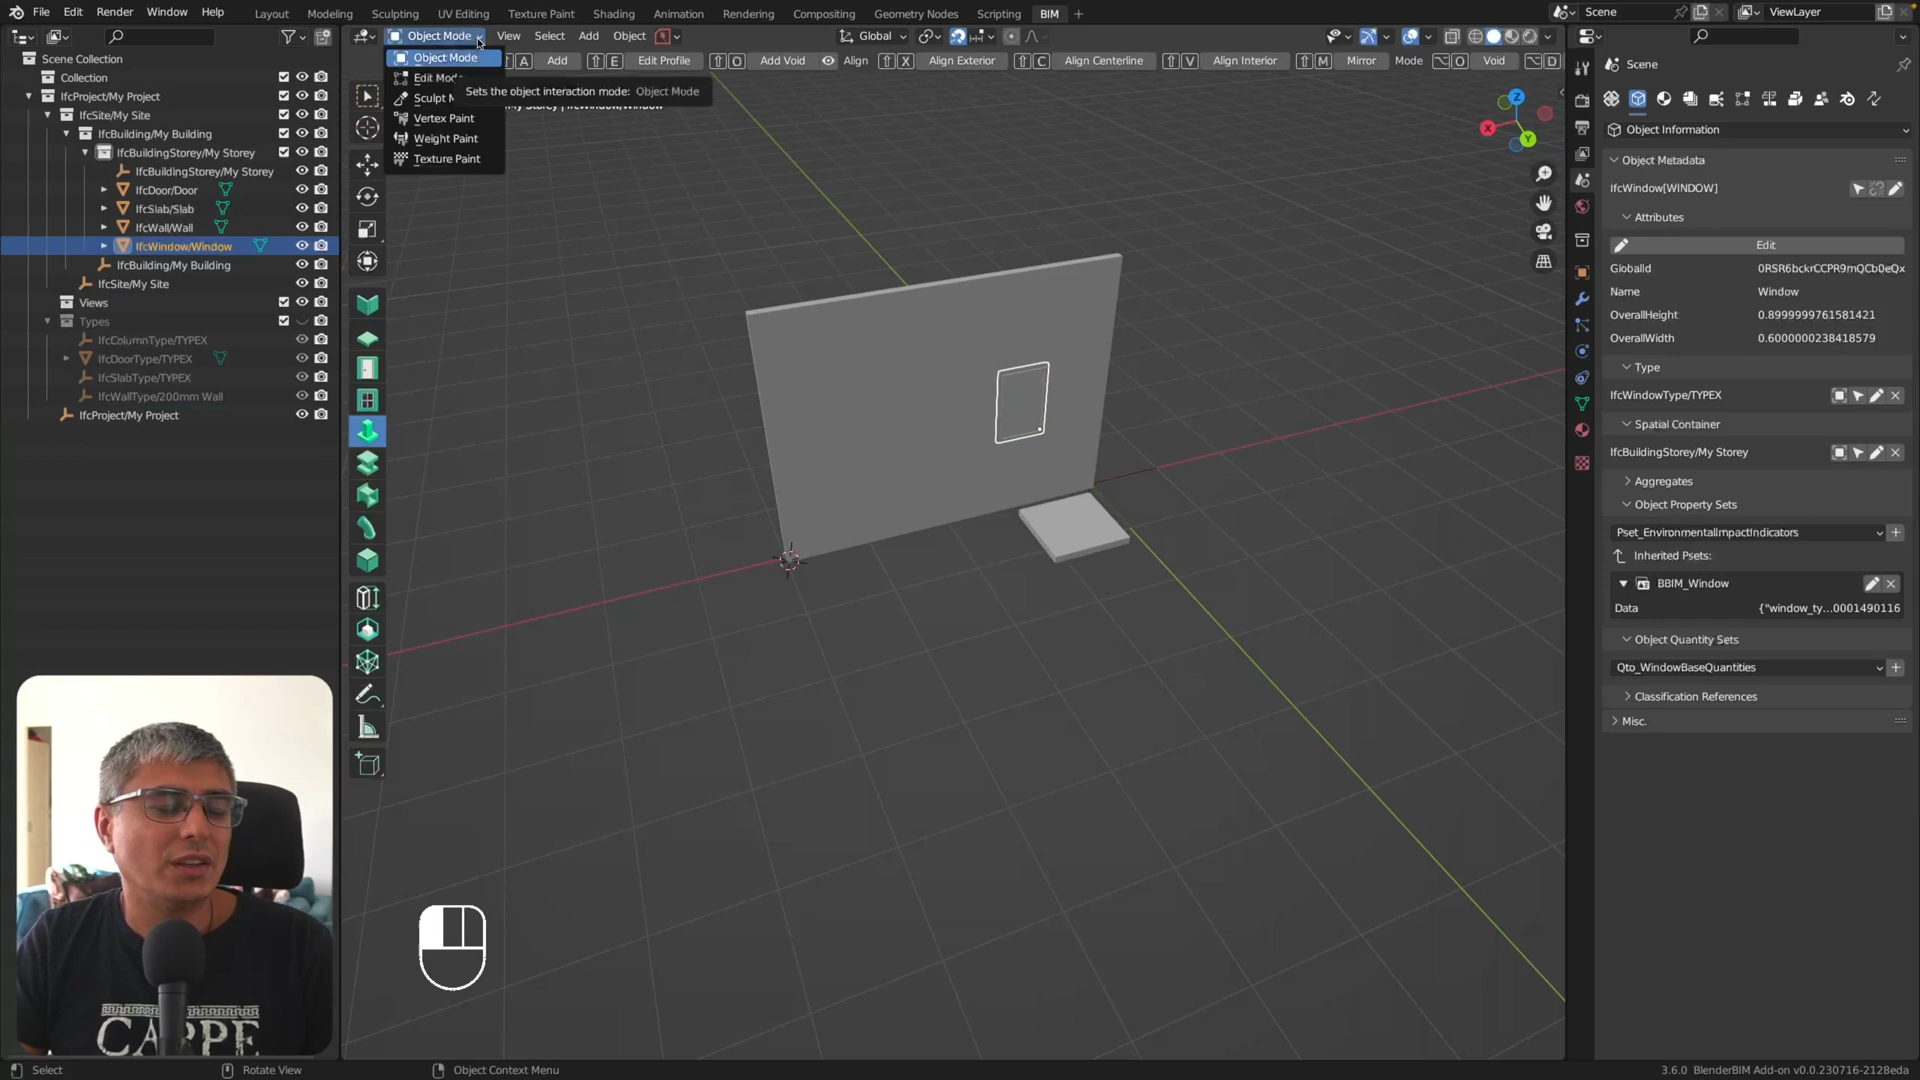 File Edit Render Window Help
Layout Modeling Sculpting UV Editing Texture Paint Shading Animation Rendering Compositing Geometry Nodes Scripting BIM +
Scene ViewLayer
Object Mode View Select Add Object Global
Object Mode
Edit Mode
Sculpt M
Vertex Paint
Weight Paint
Texture Paint
Sets the object interaction mode: Object Mode
My Storey | IfcWindow/Window
A Add E Edit Profile O Add Void Align X Align Exterior C Align Centerline V Align Interior M Mirror Mode O Void D
Scene Collection
Collection
IfcProject/My Project
IfcSite/My Site
IfcBuilding/My Building
IfcBuildingStorey/My Storey
IfcBuildingStorey/My Storey
IfcDoor/Door
IfcSlab/Slab
IfcWall/Wall
IfcWindow/Window
IfcBuilding/My Building
IfcSite/My Site
Views
Types
IfcColumnType/TYPEX
IfcDoorType/TYPEX
IfcSlabType/TYPEX
IfcWallType/200mm Wall
IfcProject/My Project
Z
X
Y
Scene
Object Information
Object Metadata
IfcWindow[WINDOW]
Attributes
Edit
GlobalId 0RSR6bckrCCPR9mQCb0eQx
Name Window
OverallHeight 0.8999999761581421
OverallWidth 0.6000000238418579
Type
IfcWindowType/TYPEX
Spatial Container
IfcBuildingStorey/My Storey
Aggregates
Object Property Sets
Pset_EnvironmentalImpactIndicators
Inherited Psets:
BBIM_Window
Data {"window_ty...0001490116
Object Quantity Sets
Qto_WindowBaseQuantities
Classification References
Misc.
CARPE
Select Rotate View Object Context Menu
3.6.0 BlenderBIM Add-on v0.0.230716-2128eda